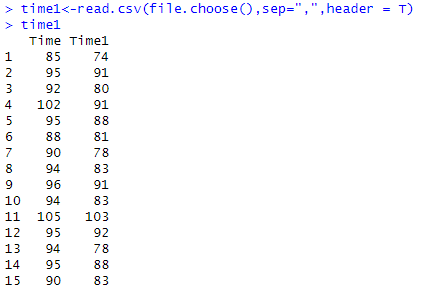 > time1<-read.csv(file.choose(),sep=",",header = T)
> time1
   Time Time1
1    85    74
2    95    91
3    92    80
4   102    91
5    95    88
6    88    81
7    90    78
8    94    83
9    96    91
10   94    83
11  105   103
12   95    92
13   94    78
14   95    88
15   90    83